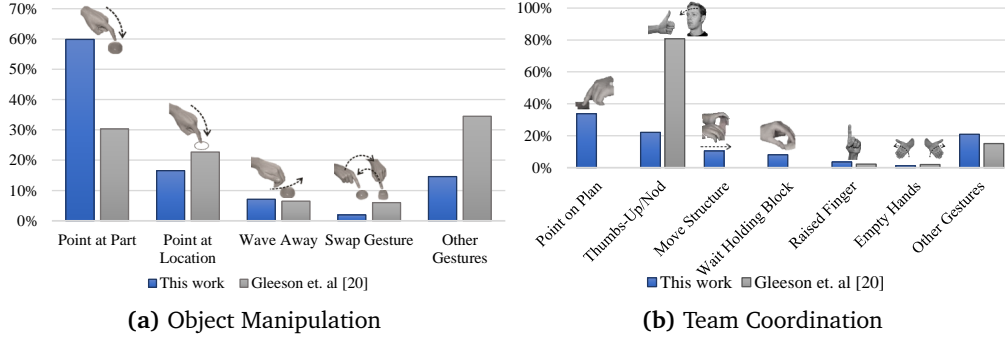 70%
60%
50%
40%
30%
20%
10%
0%
Point at Part
Point at
Location
Wave Away
Swap Gesture
Other
Gestures
This work
Gleeson et. al [20]
(a) Object Manipulation
100%
80%
60%
40%
20%
0%
Point on Plan
Thumbs-Up/Nod
Move Structure
Wait Holding Block
Raised Finger
Empty Hands
Other Gestures
This work
Gleeson et. al [20]
(b) Team Coordination